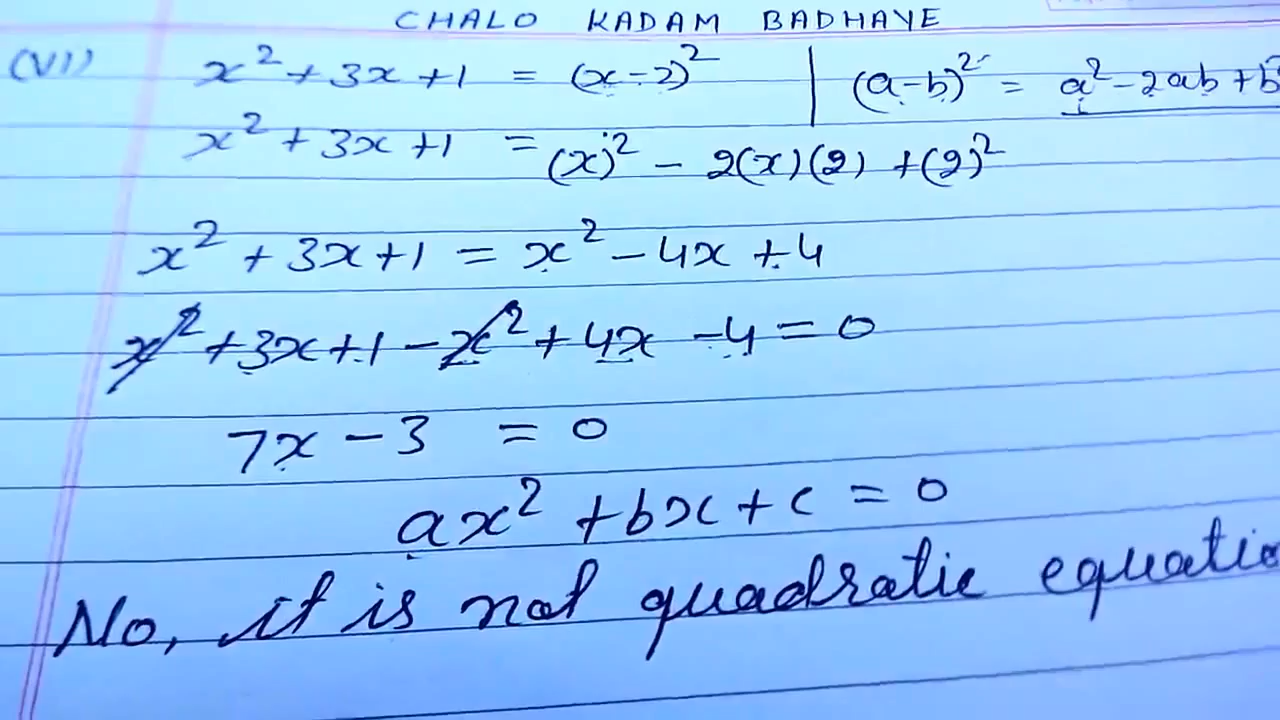 CHALO KADAM BADHAYE
(VI) x² + 3x + 1 = (x-2)² | (a-b)² = a² - 2ab + b
x² + 3x + 1 = (x)² - 2(x)(2) + (2)²
x² + 3x + 1 = x² - 4x + 4
x² + 3x + 1 - x² + 4x - 4 = 0
7x - 3 = 0
ax² + bx + c = 0
No, it is not quadratic equatio